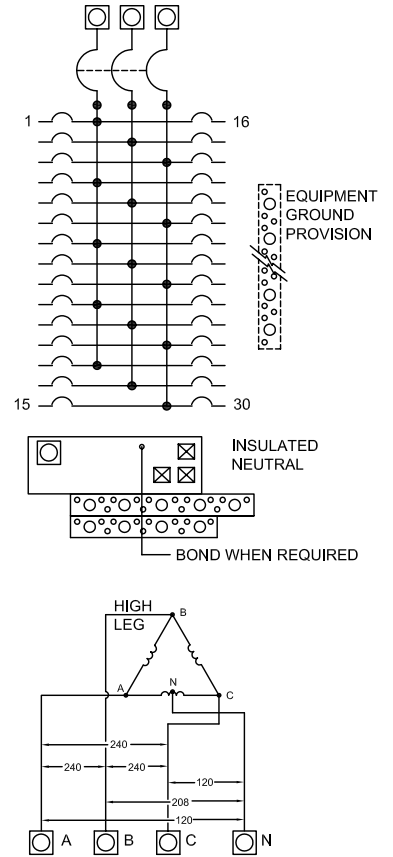 1
16
EQUIPMENT
GROUND
PROVISION
15
30
INSULATED
NEUTRAL
BOND WHEN REQUIRED
HIGH
LEG
B
A
N
C
240
240
240
120
208
120
A
B
C
N